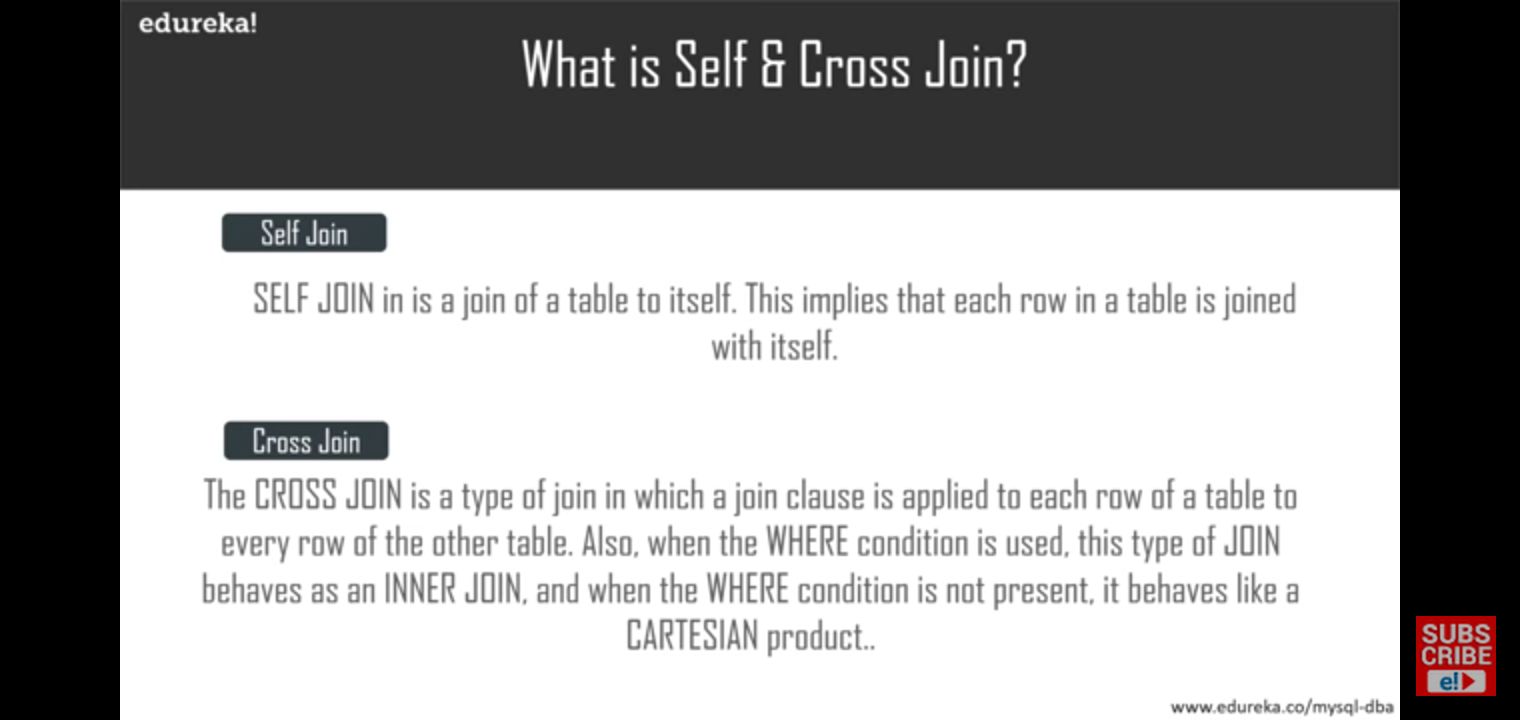 edureka!
What is Self & Cross Join?
Self Join
SELF JOIN in is a join of a table to itself. This implies that each row in a table is joined
with itself.
Cross Join
The CROSS JOIN is a type of join in which a join clause is applied to each row of a table to
every row of the other table. Also, when the WHERE condition is used, this type of JOIN
behaves as an INNER JOIN, and when the WHERE condition is not present, it behaves like a
CARTESIAN product..
SUBS
CRIBE
e!
www.edureka.co/mysql-dba